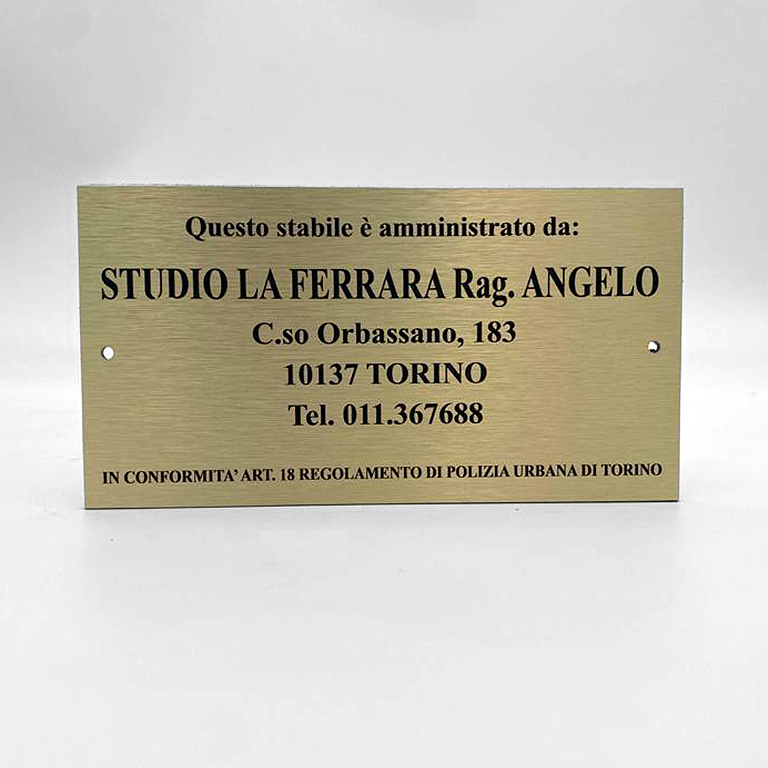 Questo stabile è amministrato da:
STUDIO LA FERRARA Rag. ANGELO
C.so Orbassano, 183
10137 TORINO
Tel. 011.367688
IN CONFORMITA' ART. 18 REGOLAMENTO DI POLIZIA URBANA DI TORINO